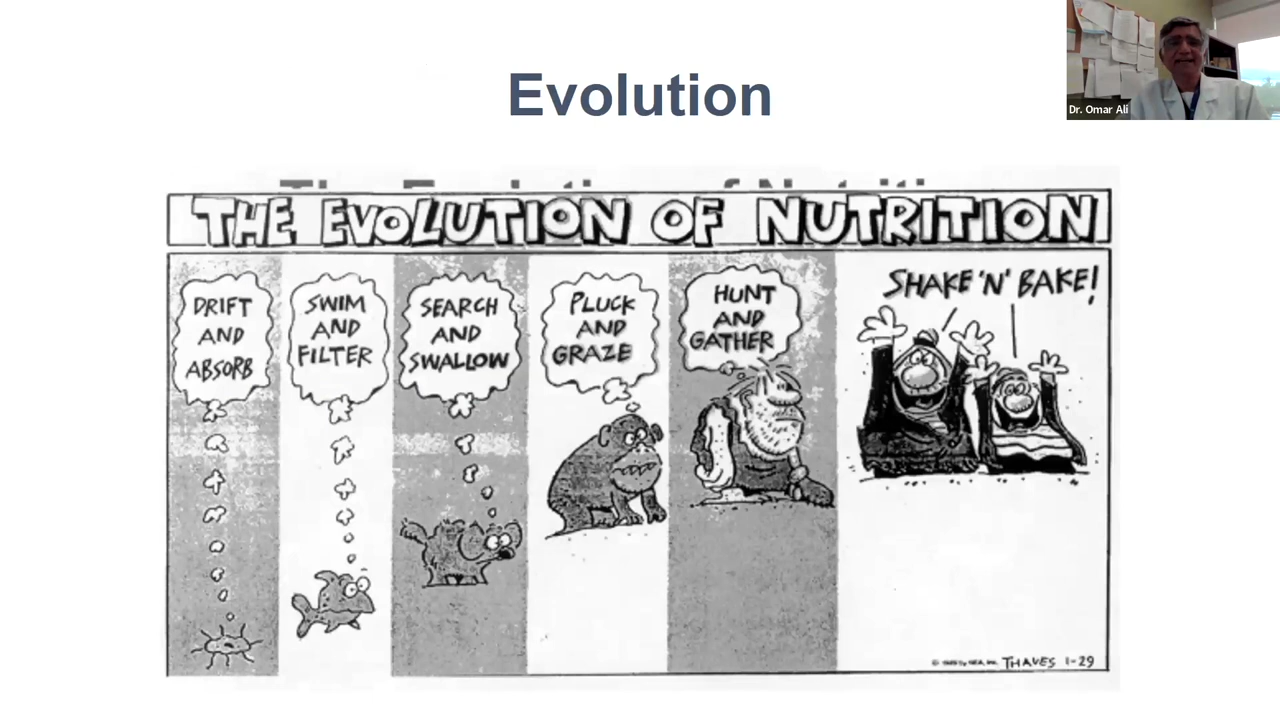 Evolution
Dr. Omar Ali
THE EVOLUTION OF NUTRITION
DRIFT
AND
ABSORB
SWIM
AND
FILTER
SEARCH
AND
SWALLOW
PLUCK
AND
GRAZE
HUNT
AND
GATHER
SHAKE 'N' BAKE!
THAVES 1-29